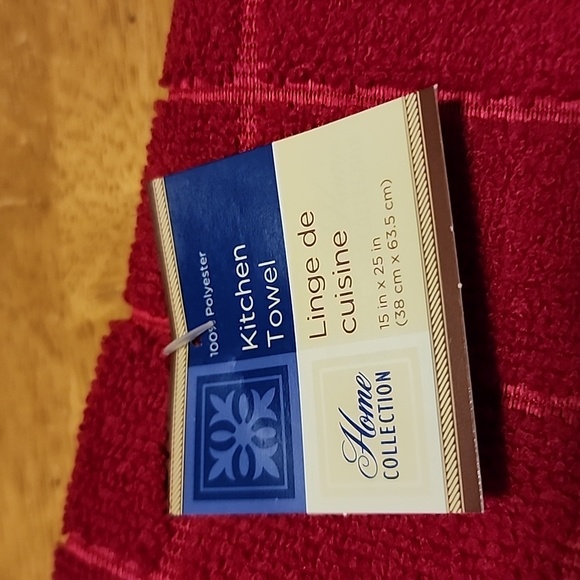 100% Polyester
Kitchen
Towel
Linge de
cuisine
15 in x 25 in
(38 cm x 63.5 cm)
Home
COLLECTION